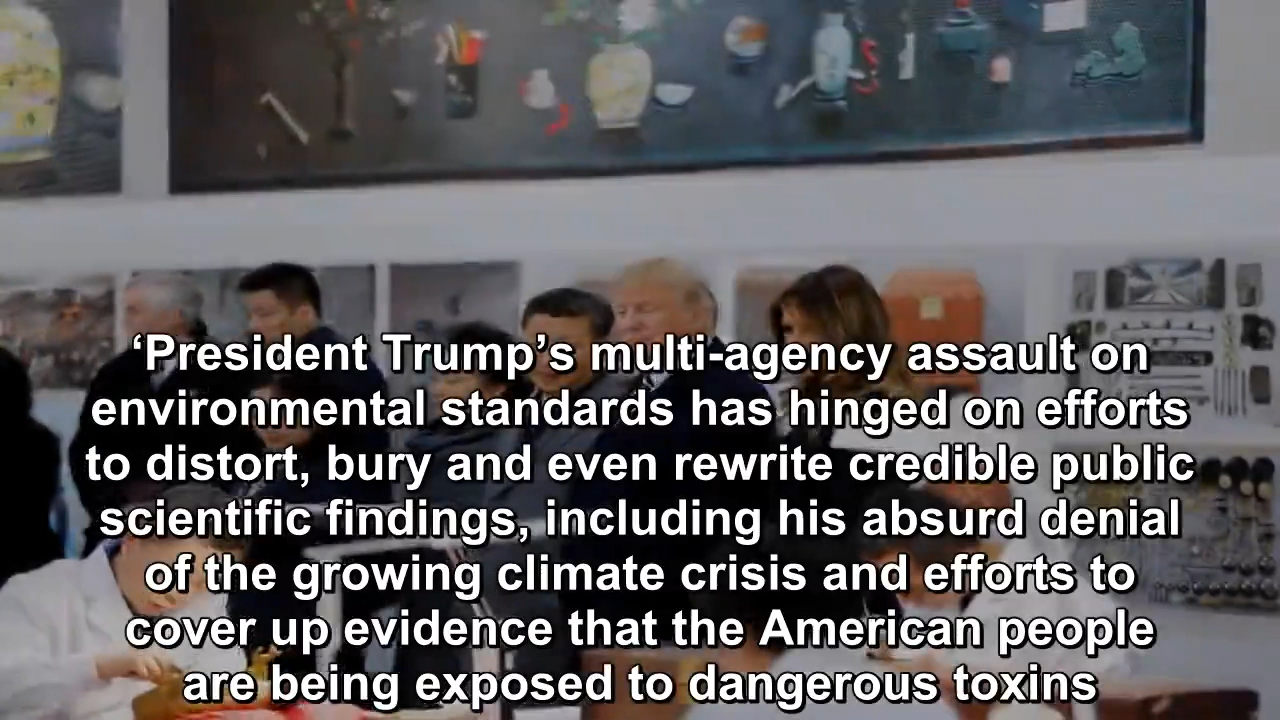 ‘President Trump’s multi-agency assault on
environmental standards has hinged on efforts
to distort, bury and even rewrite credible public
scientific findings, including his absurd denial
of the growing climate crisis and efforts to
cover up evidence that the American people
are being exposed to dangerous toxins